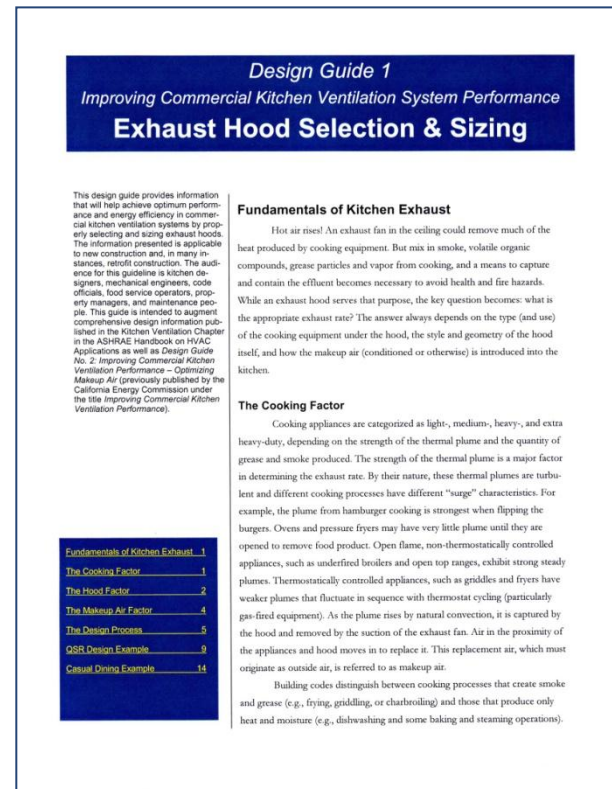 Design Guide 1
Improving Commercial Kitchen Ventilation System Performance
Exhaust Hood Selection & Sizing
This design guide provides information
that will help achieve optimum perform-
ance and energy efficiency in commer-
cial kitchen ventilation systems by prop-
erly selecting and sizing exhaust hoods.
The information presented is applicable
to new construction and, in many in-
stances, retrofit construction. The audi-
ence for this guideline is kitchen de-
signers, mechanical engineers, code
officials, food service operators, prop-
erty managers, and maintenance peo-
ple. This guide is intended to augment
comprehensive design information pub-
lished in the Kitchen Ventilation Chapter
in the ASHRAE Handbook on HVAC
Applications as well as Design Guide
No. 2: Improving Commercial Kitchen
Ventilation Performance – Optimizing
Makeup Air (previously published by the
California Energy Commission under
the title Improving Commercial Kitchen
Ventilation Performance).
Fundamentals of Kitchen Exhaust 1
The Cooking Factor 1
The Hood Factor 2
The Makeup Air Factor 4
The Design Process 5
QSR Design Example 9
Casual Dining Example 14
Fundamentals of Kitchen Exhaust
Hot air rises! An exhaust fan in the ceiling could remove much of the
heat produced by cooking equipment. But mix in smoke, volatile organic
compounds, grease particles and vapor from cooking, and a means to capture
and contain the effluent becomes necessary to avoid health and fire hazards.
While an exhaust hood serves that purpose, the key question becomes: what is
the appropriate exhaust rate? The answer always depends on the type (and use)
of the cooking equipment under the hood, the style and geometry of the hood
itself, and how the makeup air (conditioned or otherwise) is introduced into the
kitchen.
The Cooking Factor
Cooking appliances are categorized as light-, medium-, heavy-, and extra
heavy-duty, depending on the strength of the thermal plume and the quantity of
grease and smoke produced. The strength of the thermal plume is a major factor
in determining the exhaust rate. By their nature, these thermal plumes are turbu-
lent and different cooking processes have different “surge” characteristics. For
example, the plume from hamburger cooking is strongest when flipping the
burgers. Ovens and pressure fryers may have very little plume until they are
opened to remove food product. Open flame, non-thermostatically controlled
appliances, such as underfired broilers and open top ranges, exhibit strong steady
plumes. Thermostatically controlled appliances, such as griddles and fryers have
weaker plumes that fluctuate in sequence with thermostat cycling (particularly
gas-fired equipment). As the plume rises by natural convection, it is captured by
the hood and removed by the suction of the exhaust fan. Air in the proximity of
the appliances and hood moves in to replace it. This replacement air, which must
originate as outside air, is referred to as makeup air.
Building codes distinguish between cooking processes that create smoke
and grease (e.g., frying, griddling, or charbroiling) and those that produce only
heat and moisture (e.g., dishwashing and some baking and steaming operations).